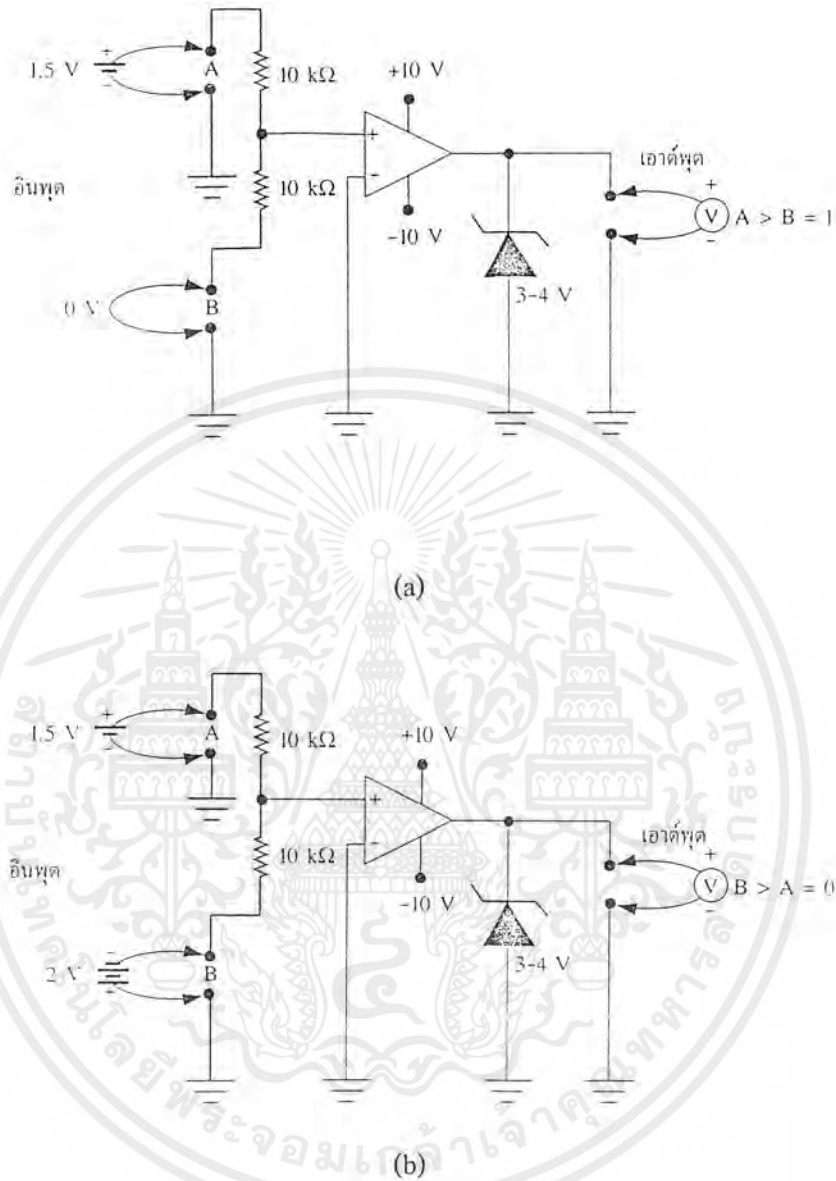 1.5 V
A
10 kΩ
+10 V
อินพุต
10 kΩ
+
-
-10 V
เอาต์พุต
+
V
-
A > B = 1
3-4 V
0 V
B
(a)
1.5 V
A
10 kΩ
+10 V
อินพุต
10 kΩ
+
-
-10 V
เอาต์พุต
+
V
-
B > A = 0
3-4 V
2 V
B
(b)